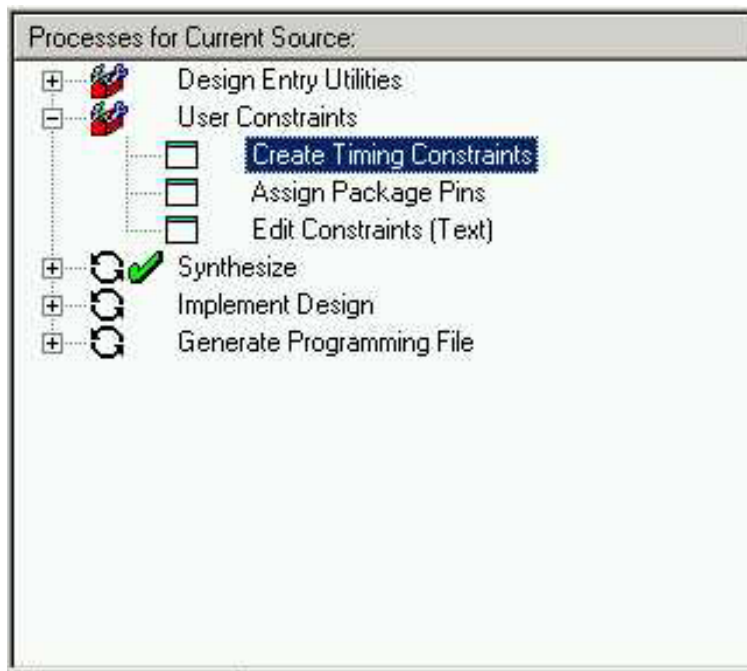 Processes for Current Source:
Design Entry Utilities
User Constraints
Create Timing Constraints
Assign Package Pins
Edit Constraints (Text)
Synthesize
Implement Design
Generate Programming File